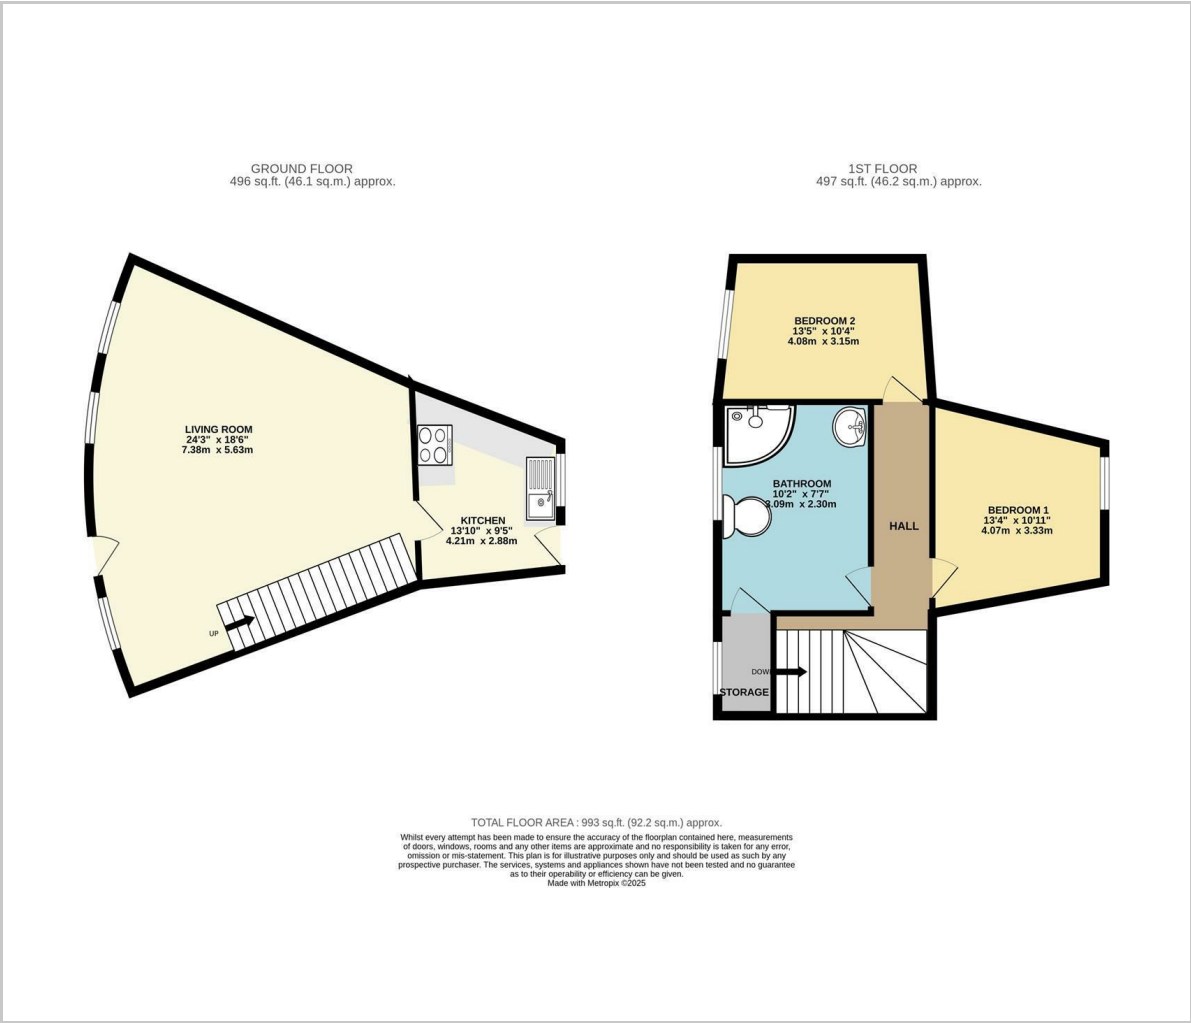 GROUND FLOOR
496 sq.ft. (46.1 sq.m.) approx.
1ST FLOOR
497 sq.ft. (46.2 sq.m.) approx.
LIVING ROOM
24'3" x 18'6"
7.38m x 5.63m
KITCHEN
13'10" x 9'5"
4.21m x 2.88m
UP
BEDROOM 2
13'5" x 10'4"
4.08m x 3.15m
BATHROOM
10'2" x 7'7"
3.09m x 2.30m
HALL
BEDROOM 1
13'4" x 10'11"
4.07m x 3.33m
DOWN
STORAGE
TOTAL FLOOR AREA : 993 sq.ft. (92.2 sq.m.) approx.
Whilst every attempt has been made to ensure the accuracy of the floorplan contained here, measurements
of doors, windows, rooms and any other items are approximate and no responsibility is taken for any error,
omission or mis-statement. This plan is for illustrative purposes only and should be used as such by any
prospective purchaser. The services, systems and appliances shown have not been tested and no guarantee
as to their operability or efficiency can be given.
Made with Metropix ©2025